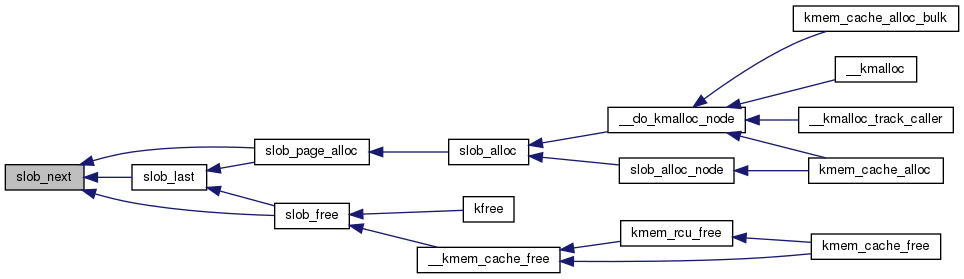 kmem_cache_alloc_bulk
__kmalloc
__do_kmalloc_node
__kmalloc_track_caller
slob_page_alloc
slob_alloc
slob_next
slob_last
slob_alloc_node
kmem_cache_alloc
slob_free
kfree
kmem_rcu_free
kmem_cache_free
__kmem_cache_free